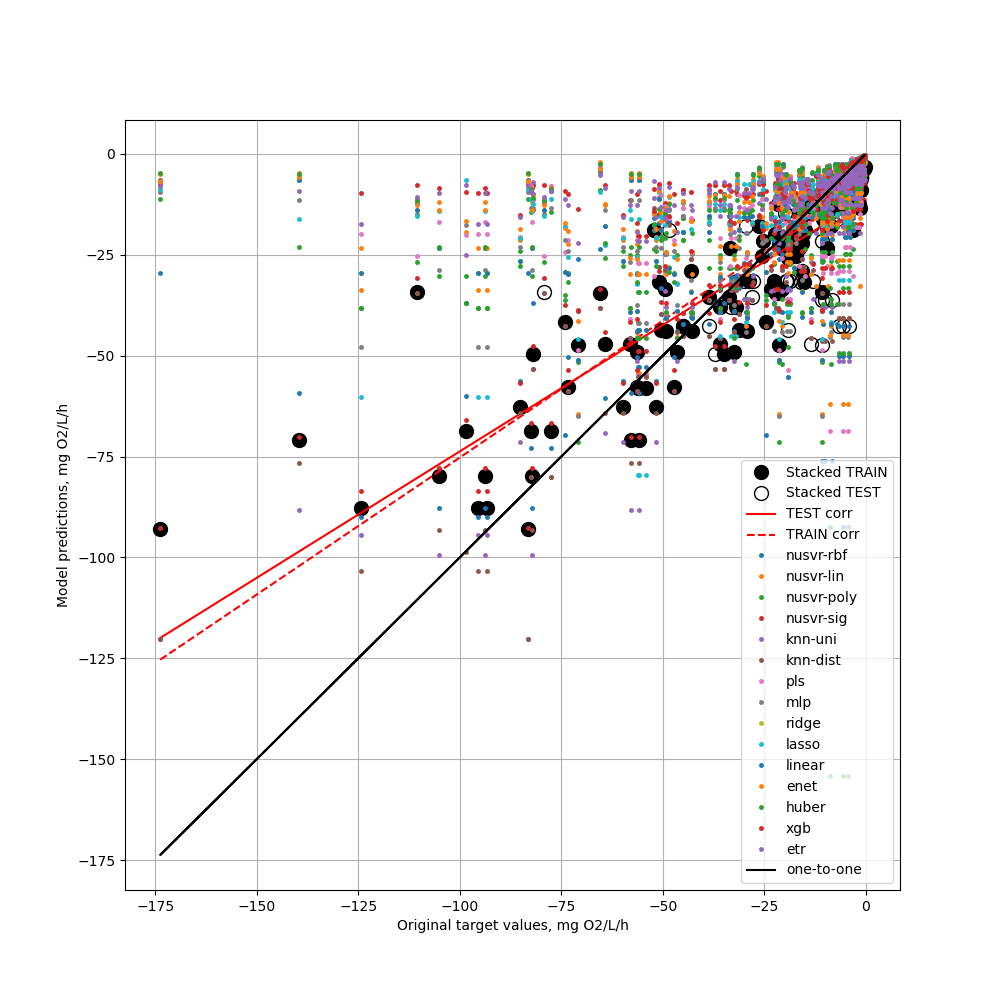 0
−25
−50
−75
−100
−125
−150
−175
Model predictions, mg O2/L/h
−175
−150
−125
−100
−75
−50
−25
0
Original target values, mg O2/L/h
Stacked TRAIN
Stacked TEST
TEST corr
TRAIN corr
nusvr-rbf
nusvr-lin
nusvr-poly
nusvr-sig
knn-uni
knn-dist
pls
mlp
ridge
lasso
linear
enet
huber
xgb
etr
one-to-one